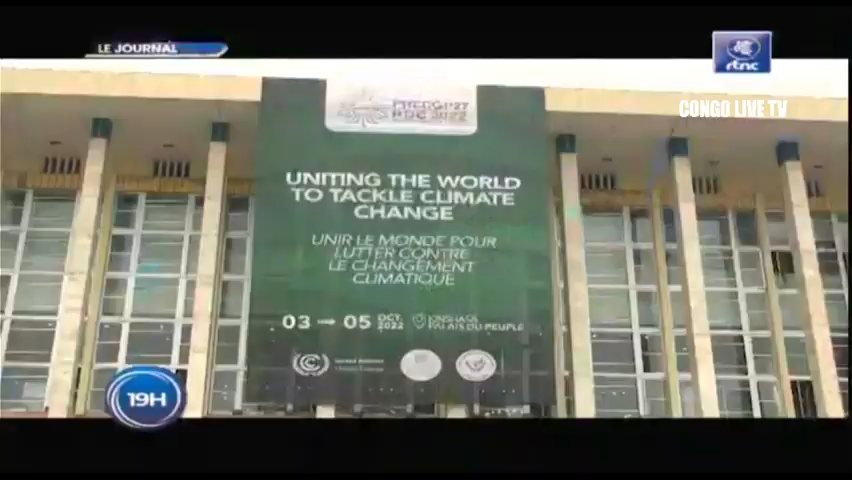 LE JOURNAL
rtnc
CONGO LIVE TV
PRECOP27
RDC 2022
UNITING THE WORLD
TO TACKLE CLIMATE
CHANGE
UNIR LE MONDE POUR
LUTTER CONTRE
LE CHANGEMENT
CLIMATIQUE
03 → 05 OCT. 2022 KINSHASA
PALAIS DU PEUPLE
19H